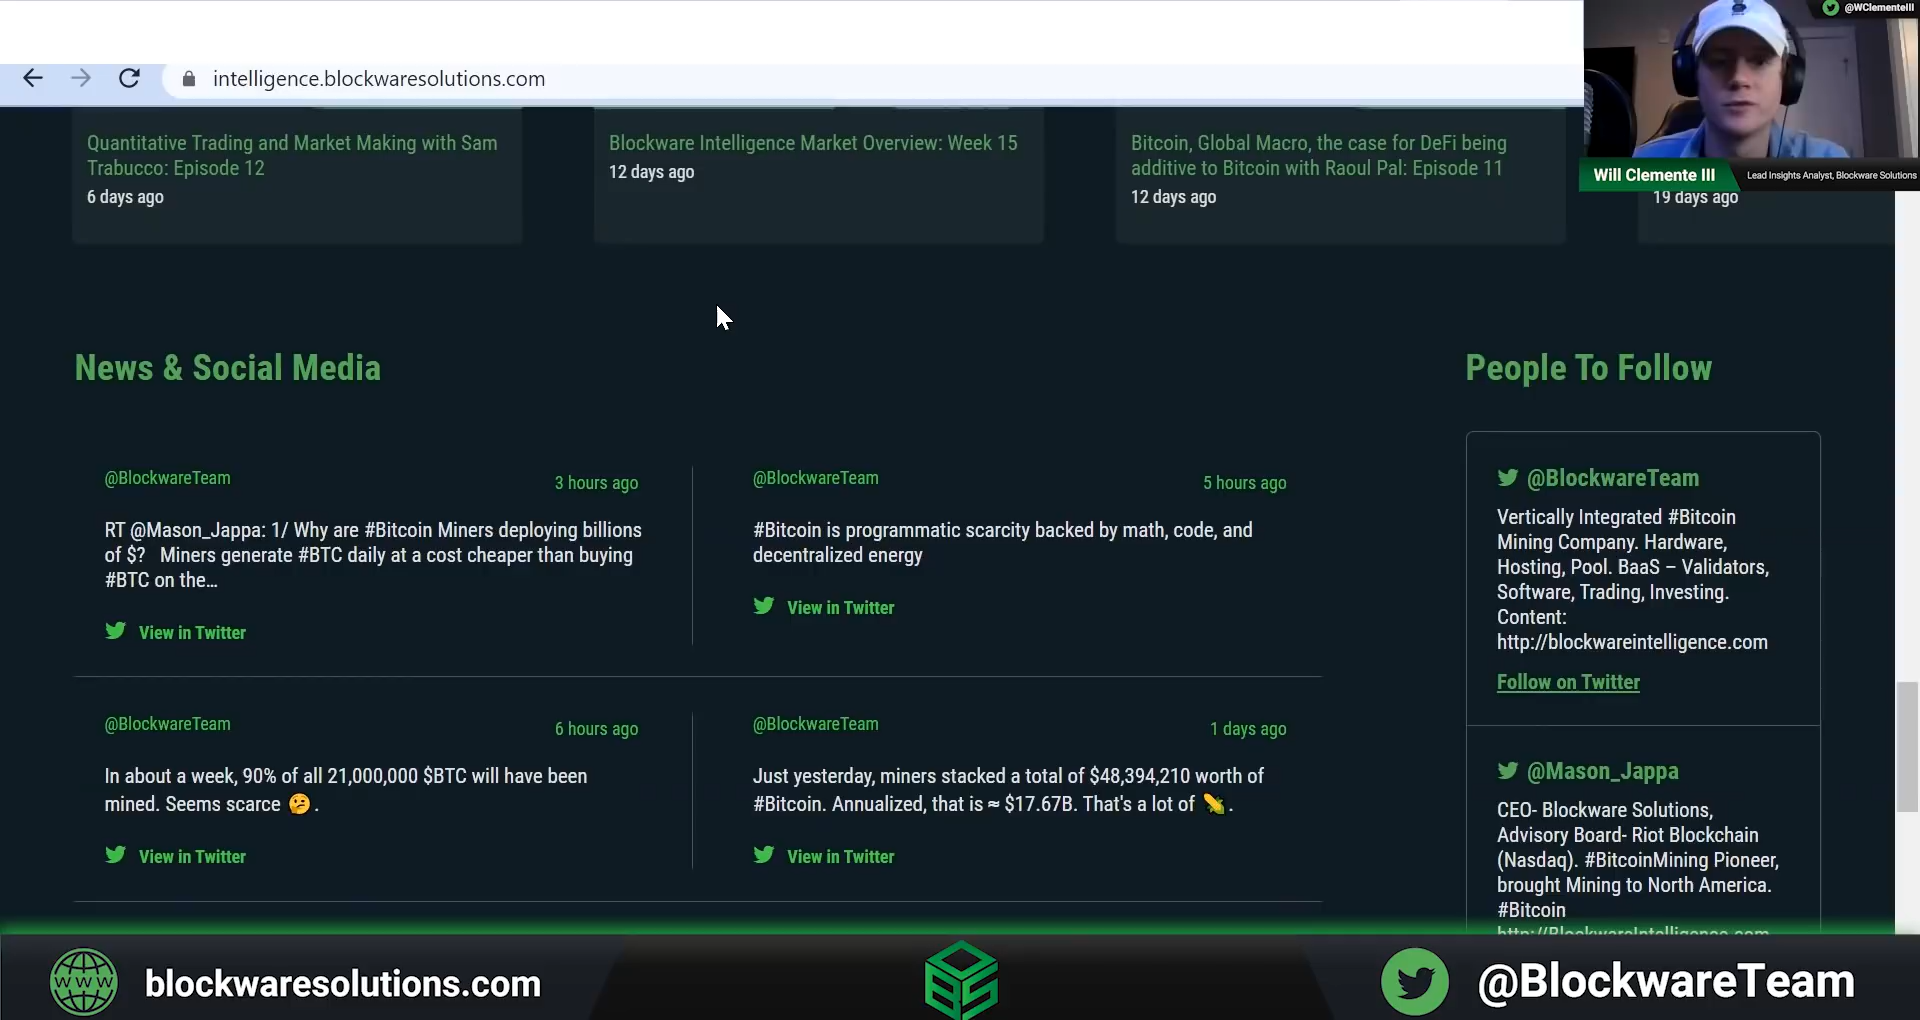 @WClementeIII
intelligence.blockwaresolutions.com
Will Clemente III
Lead Insights Analyst, Blockware Solutions
Quantitative Trading and Market Making with Sam
Trabucco: Episode 12
6 days ago
Blockware Intelligence Market Overview: Week 15
12 days ago
Bitcoin, Global Macro, the case for DeFi being
additive to Bitcoin with Raoul Pal: Episode 11
12 days ago
19 days ago
News & Social Media
@BlockwareTeam
3 hours ago
RT @Mason_Jappa: 1/ Why are #Bitcoin Miners deploying billions
of $? Miners generate #BTC daily at a cost cheaper than buying
#BTC on the…
View in Twitter
@BlockwareTeam
5 hours ago
#Bitcoin is programmatic scarcity backed by math, code, and
decentralized energy
View in Twitter
@BlockwareTeam
6 hours ago
In about a week, 90% of all 21,000,000 $BTC will have been
mined. Seems scarce 🤔 .
View in Twitter
@BlockwareTeam
1 days ago
Just yesterday, miners stacked a total of $48,394,210 worth of
#Bitcoin. Annualized, that is ≈ $17.67B. That's a lot of 🌽 .
View in Twitter
People To Follow
@BlockwareTeam
Vertically Integrated #Bitcoin
Mining Company. Hardware,
Hosting, Pool. BaaS – Validators,
Software, Trading, Investing.
Content:
http://blockwareintelligence.com
Follow on Twitter
@Mason_Jappa
CEO- Blockware Solutions,
Advisory Board- Riot Blockchain
(Nasdaq). #BitcoinMining Pioneer,
brought Mining to North America.
#Bitcoin
http://BlockwareIntelligence.com
WWW
blockwaresolutions.com
BS
@BlockwareTeam